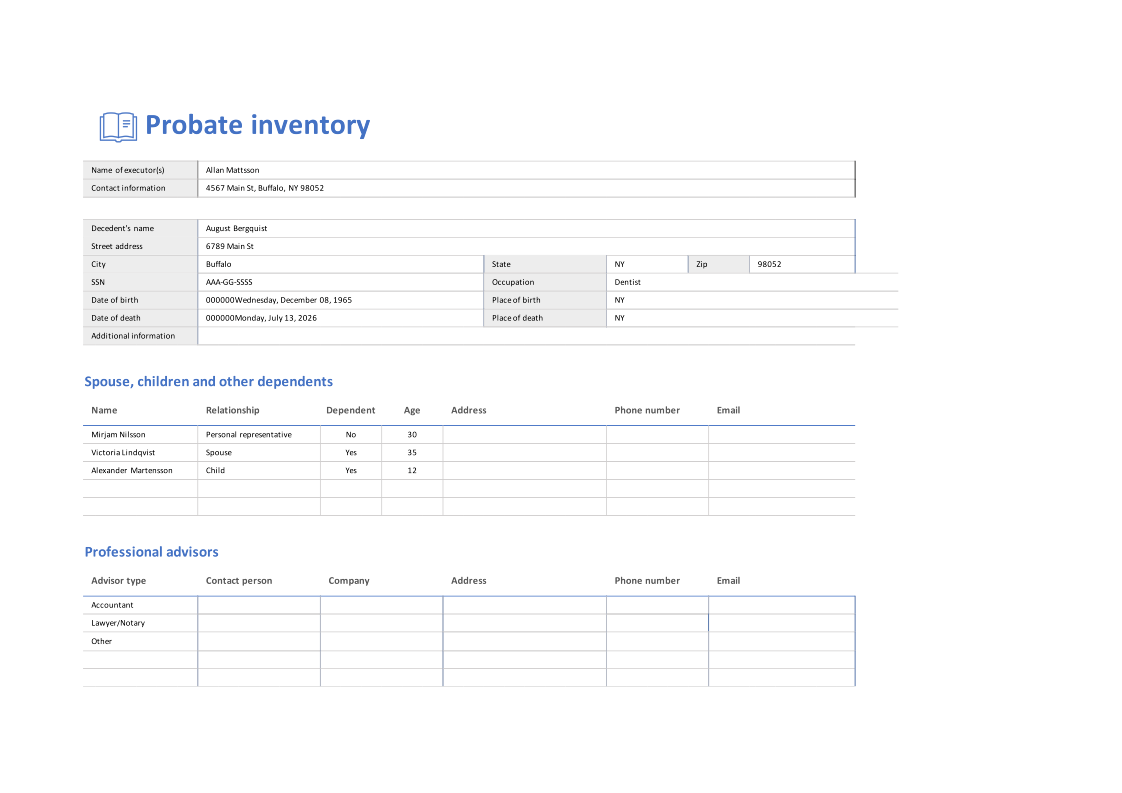 Probate inventory
Name of executor(s) Allan Mattsson
Contact information 4567 Main St, Buffalo, NY 98052
Decedent's name August Bergquist
Street address 6789 Main St
City Buffalo State NY Zip 98052
SSN AAA-GG-SSSS Occupation Dentist
Date of birth 000000Wednesday, December 08, 1965 Place of birth NY
Date of death 000000Monday, July 13, 2026 Place of death NY
Additional information
Spouse, children and other dependents
Name Relationship Dependent Age Address Phone number Email
Mirjam Nilsson Personal representative No 30
Victoria Lindqvist Spouse Yes 35
Alexander Martensson Child Yes 12
Professional advisors
Advisor type Contact person Company Address Phone number Email
Accountant
Lawyer/Notary
Other